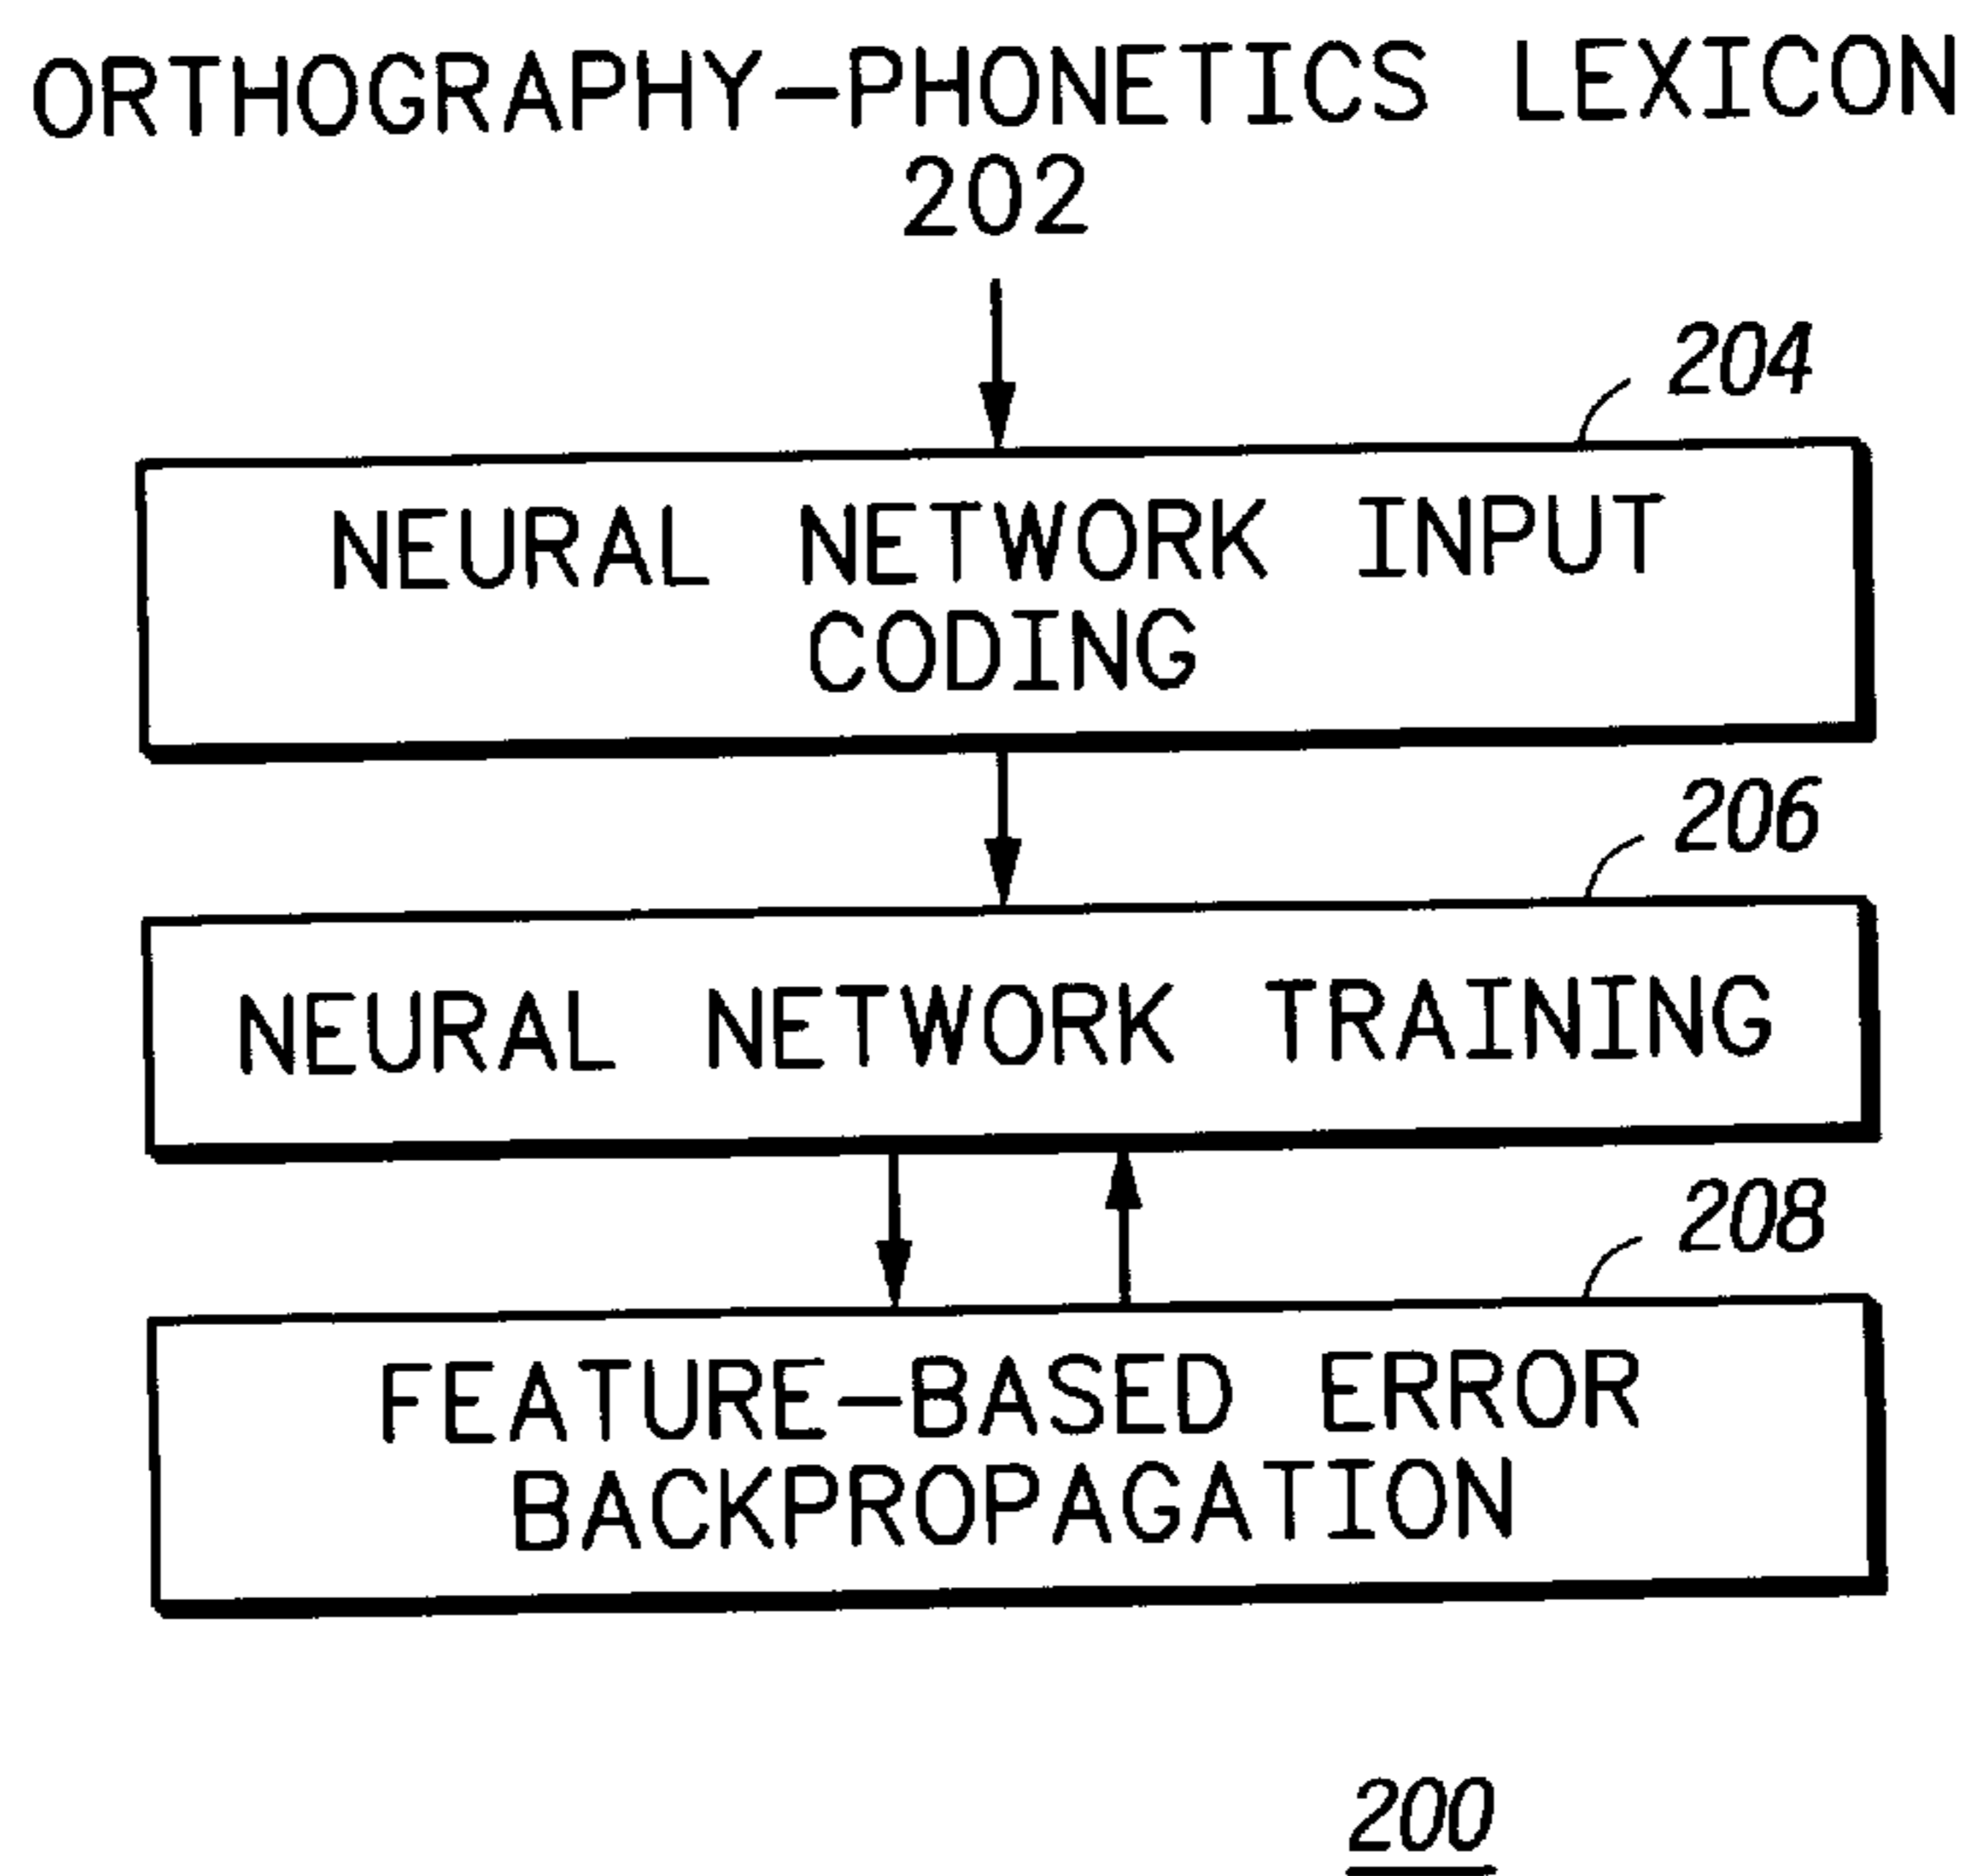 ORTHOGRAPHY-PHONETICS LEXICON
202
204
NEURAL NETWORK INPUT
CODING
206
NEURAL NETWORK TRAINING
208
FEATURE-BASED ERROR
BACKPROPAGATION
200